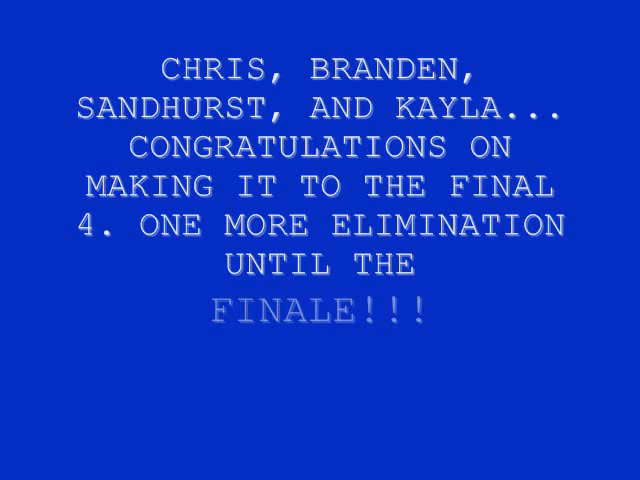 CHRIS, BRANDEN,
SANDHURST, AND KAYLA...
CONGRATULATIONS ON
MAKING IT TO THE FINAL
4. ONE MORE ELIMINATION
UNTIL THE
FINALE!!!